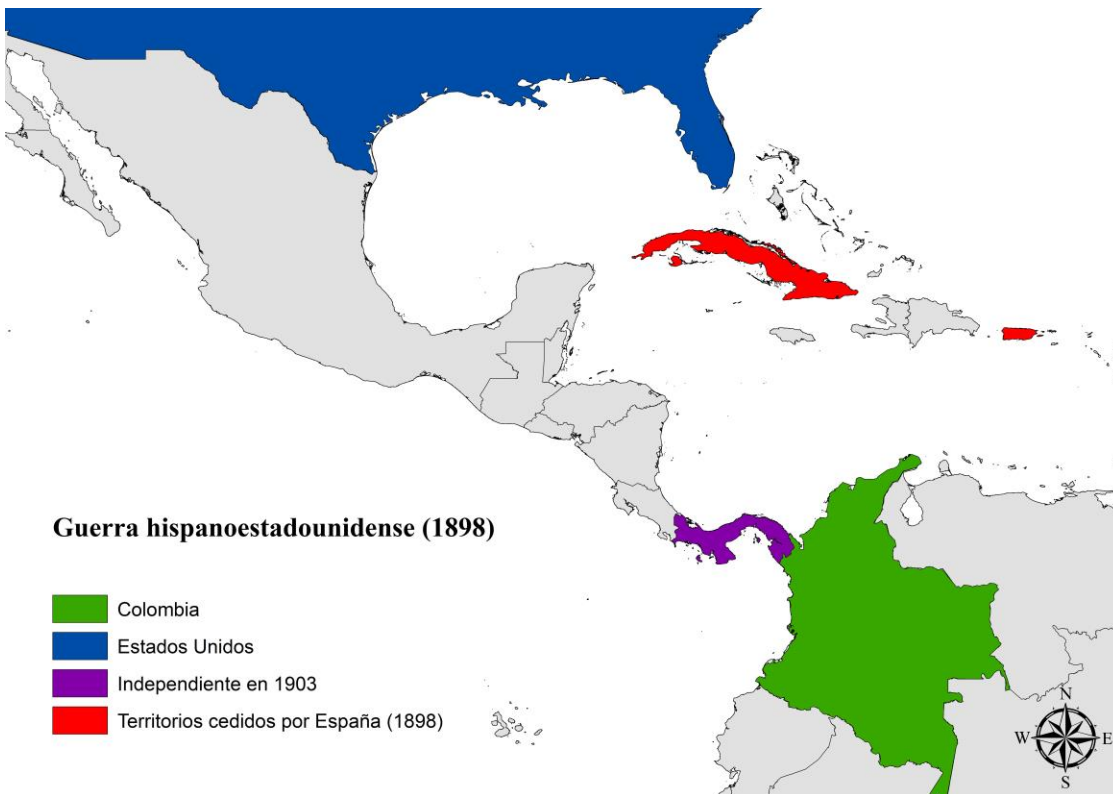 Guerra hispanoestadounidense (1898)
Colombia
Estados Unidos
Independiente en 1903
Territorios cedidos por España (1898)
N
W
E
S